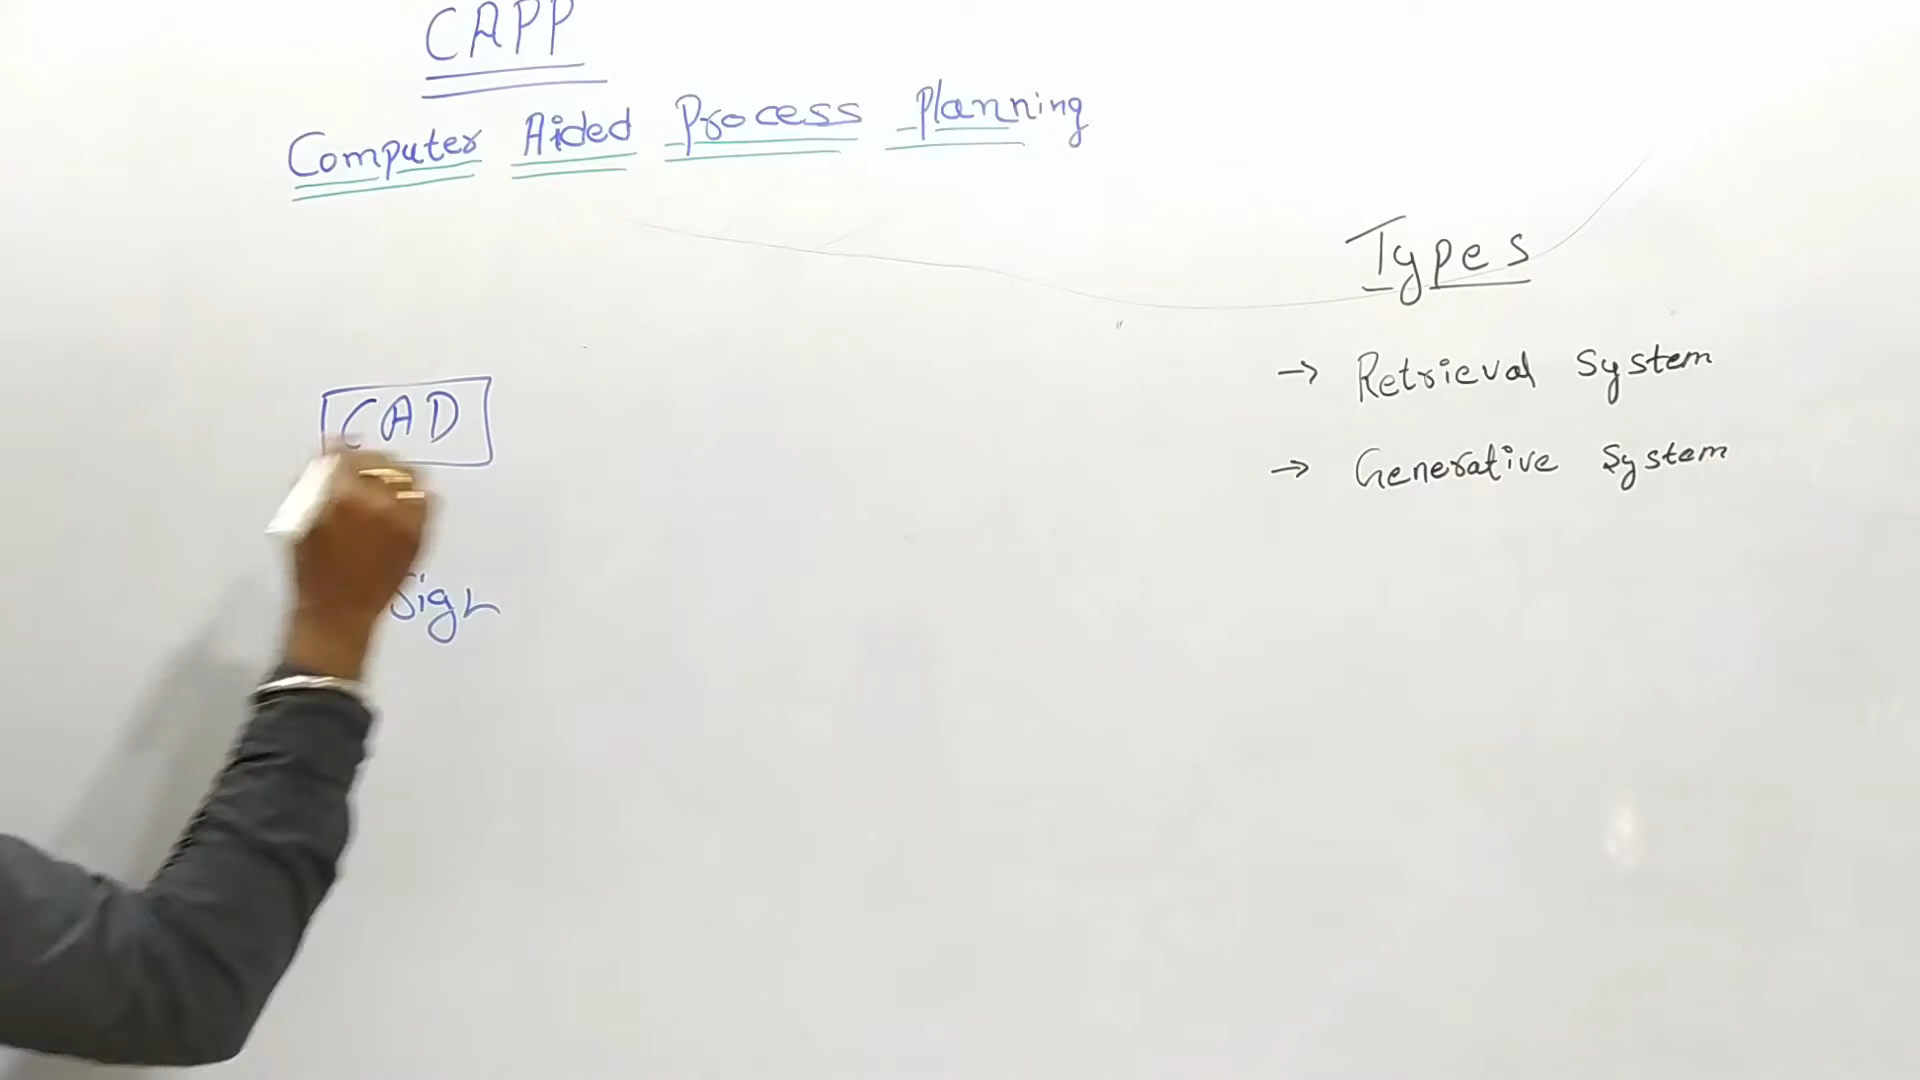 CAPP
Computer Aided Process Planning
Types
→ Retrieval System
→ Generative System
CAD